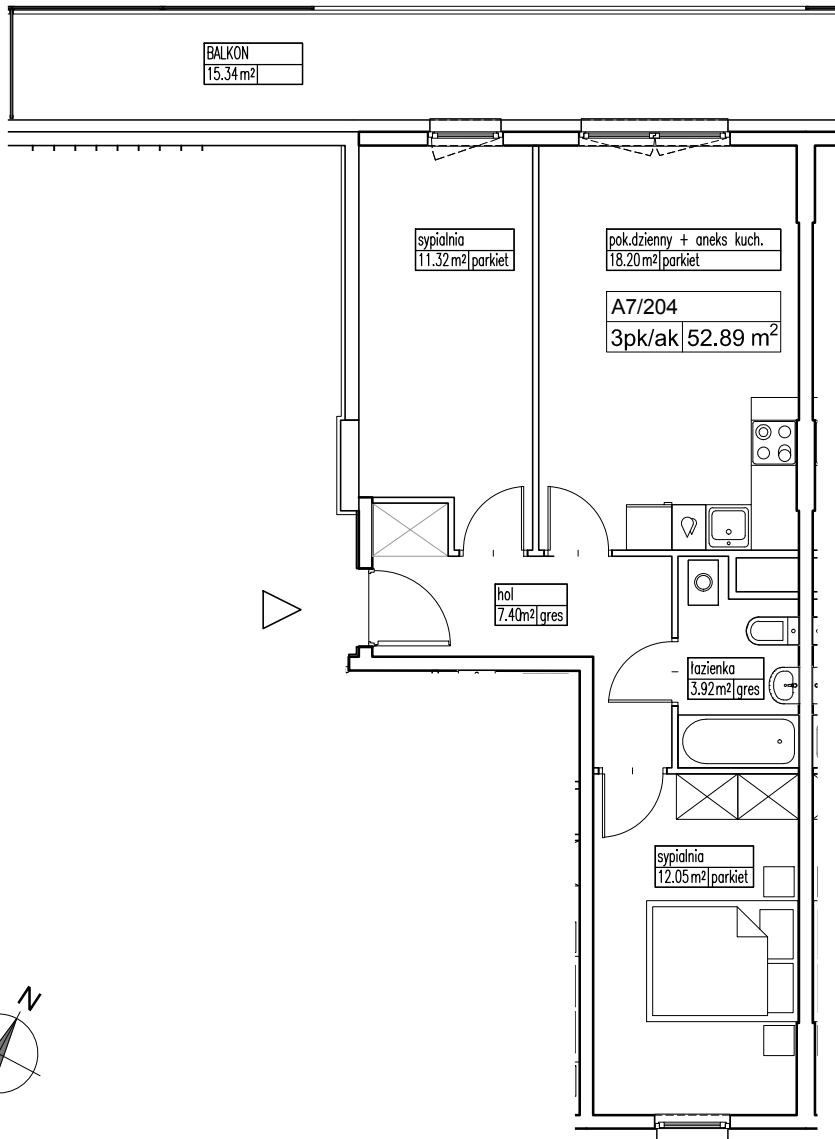 BALKON
15.34 m²
sypialnia
11.32 m² parkiet
pok.dzienny + aneks kuch.
18.20 m² parkiet
A7/204
3pk/ak 52.89 m²
hol
7.40m² gres
łazienka
3.92 m² gres
sypialnia
12.05 m² parkiet
N